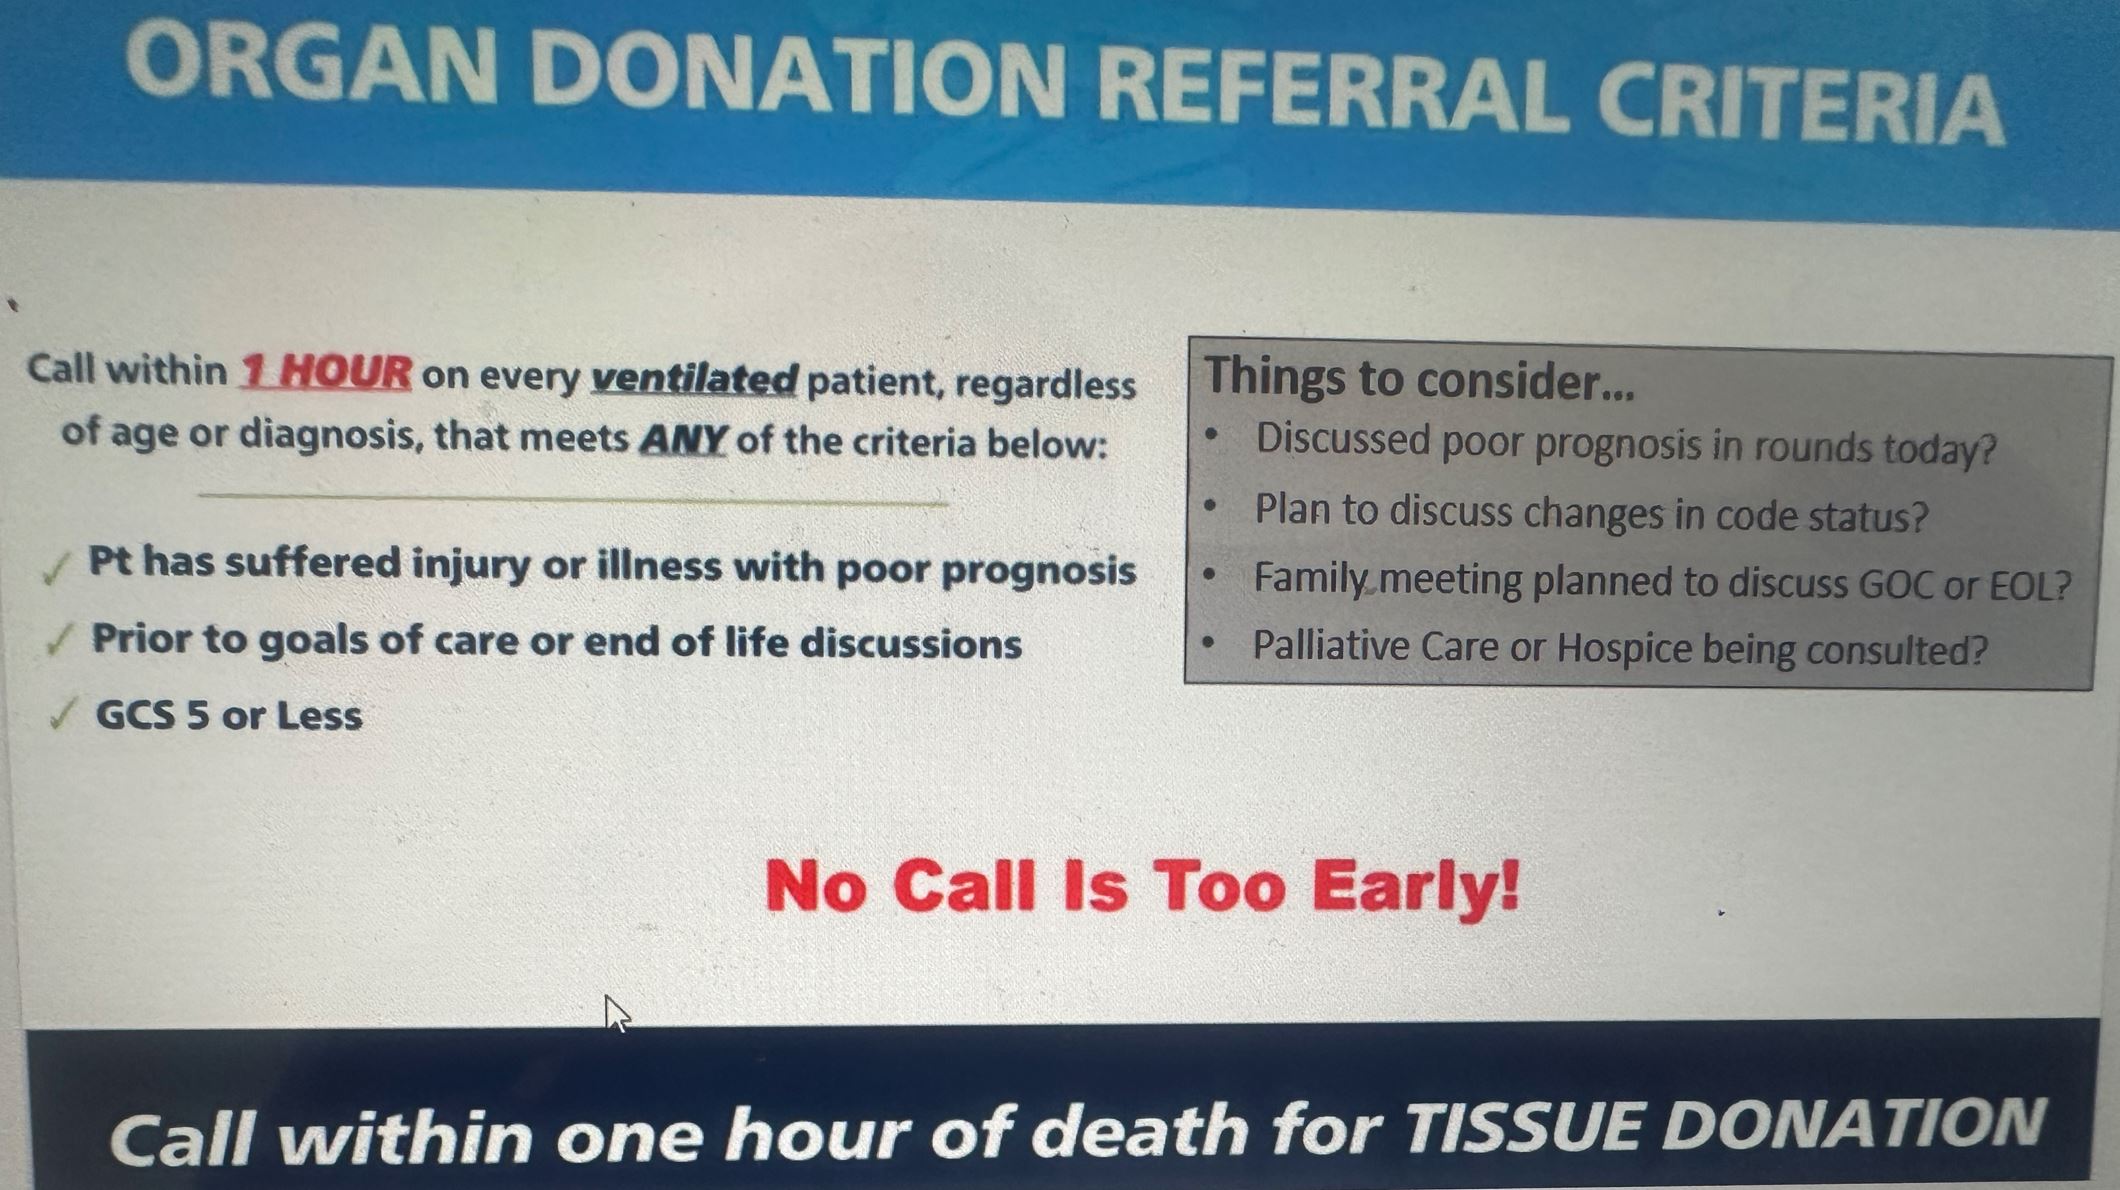 ORGAN DONATION REFERRAL CRITERIA
Call within 1 HOUR on every ventilated patient, regardless
of age or diagnosis, that meets ANY of the criteria below:
✓ Pt has suffered injury or illness with poor prognosis
✓ Prior to goals of care or end of life discussions
✓ GCS 5 or Less
Things to consider...
• Discussed poor prognosis in rounds today?
• Plan to discuss changes in code status?
• Family meeting planned to discuss GOC or EOL?
• Palliative Care or Hospice being consulted?
No Call Is Too Early!
Call within one hour of death for TISSUE DONATION